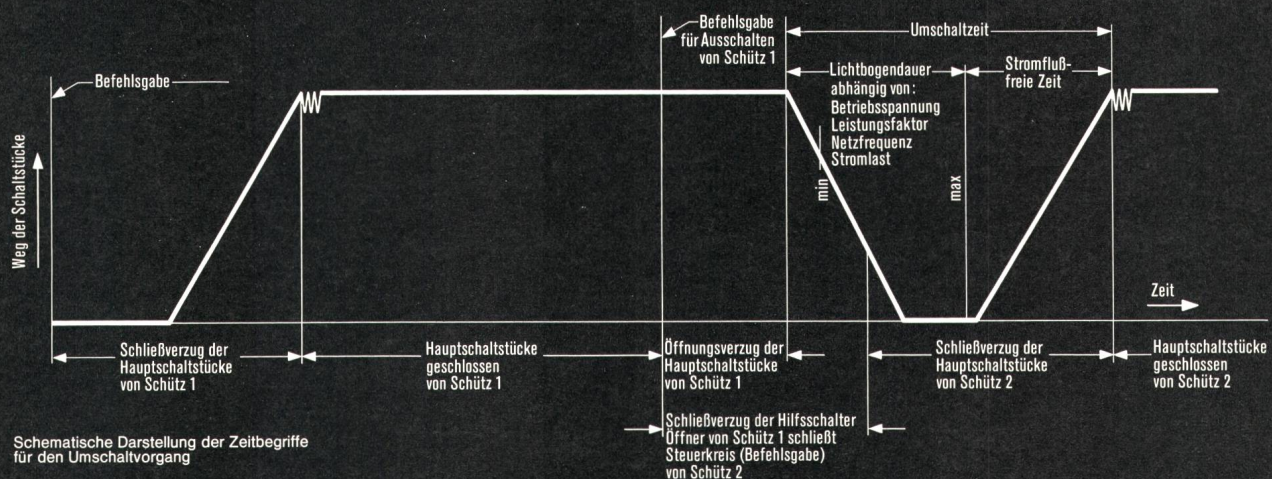 Befehlsgabe
Befehlsgabe
für Ausschalten
von Schütz 1
Umschaltzeit
Lichtbogendauer
abhängig von:
Betriebsspannung
Leistungsfaktor
Netzfrequenz
Stromlast
Stromfluß-
freie Zeit
Weg der Schaltstücke
min
max
Zeit
Schließverzug der
Hauptschaltstücke
von Schütz 1
Hauptschaltstücke
geschlossen
von Schütz 1
Öffnungsverzug der
Hauptschaltstücke
von Schütz 1
Schließverzug der
Hauptschaltstücke
von Schütz 2
Hauptschaltstücke
geschlossen
von Schütz 2
Schließverzug der Hilfsschalter
Öffner von Schütz 1 schließt
Steuerkreis (Befehlsgabe)
von Schütz 2
Schematische Darstellung der Zeitbegriffe
für den Umschaltvorgang